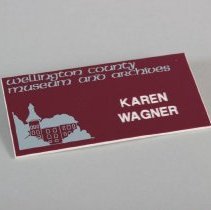 wellington county
museum and archives
KAREN
WAGNER